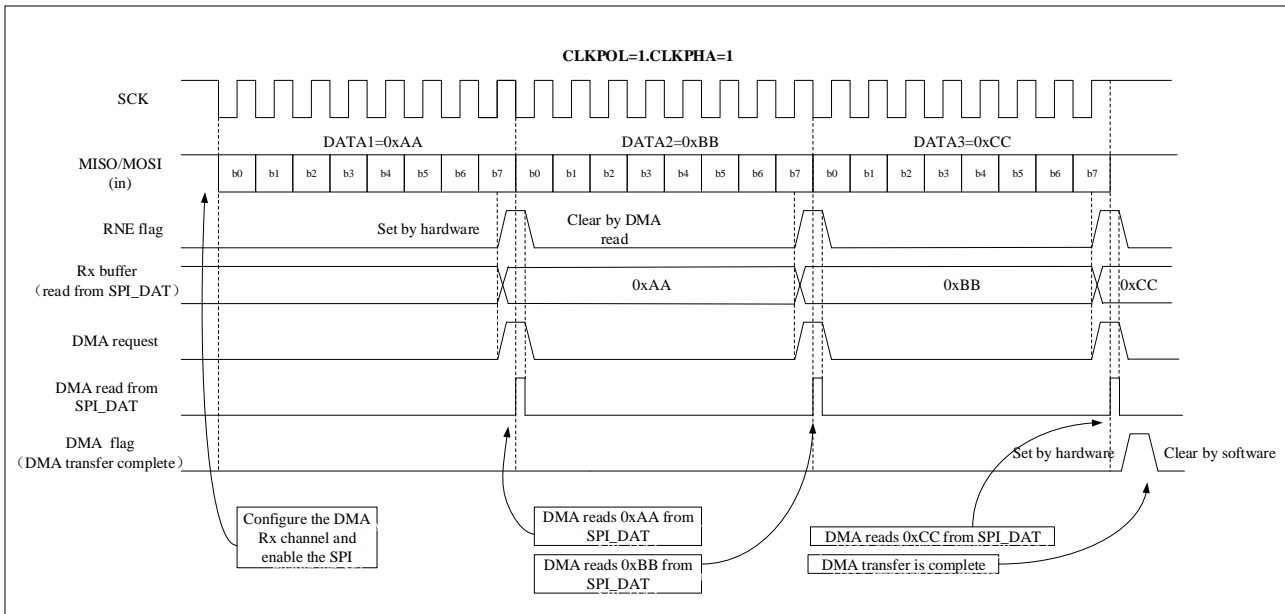 CLKPOL=1.CLKPHA=1
SCK
DATA1=0xAA DATA2=0xBB DATA3=0xCC
MISO/MOSI
(in)
b0 b1 b2 b3 b4 b5 b6 b7 b0 b1 b2 b3 b4 b5 b6 b7 b0 b1 b2 b3 b4 b5 b6 b7
RNE flag
Set by hardware
Clear by DMA
read
Rx buffer
（read from SPI_DAT）
0xAA 0xBB 0xCC
DMA request
DMA read from
SPI_DAT
DMA flag
（DMA transfer complete）
Set by hardware
Clear by software
Configure the DMA
Rx channel and
enable the SPI
DMA reads 0xAA from
SPI_DAT
DMA reads 0xBB from
SPI_DAT
DMA reads 0xCC from SPI_DAT
DMA transfer is complete